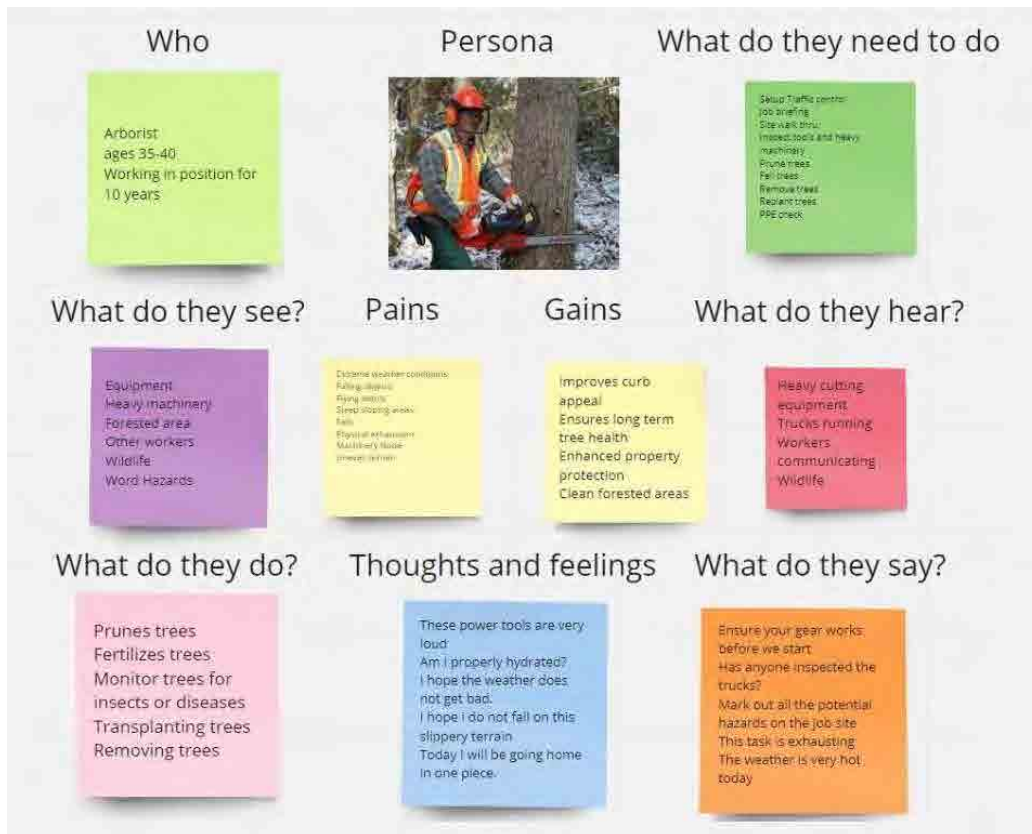 Who
Persona
What do they need to do
Arborist
ages 35-40
Working in position for
10 years
Setup Traffic control
Job briefing
Site walk thru
Inspect tools and heavy
machinery
Prune trees
Fell trees
Remove trees
Replant trees
PPE check
What do they see?
Pains
Gains
What do they hear?
Equipment
Heavy machinery
Forested area
Other workers
Wildlife
Word Hazards
Extreme weather conditions
Falling objects
Flying debris
Steep sloping areas
Falls
Physical exhaustion
Machinery Noise
Uneven terrain
Improves curb
appeal
Ensures long term
tree health
Enhanced property
protection
Clean forested areas
Heavy cutting
equipment
Trucks running
Workers
communicating
Wildlife
What do they do?
Thoughts and feelings
What do they say?
Prunes trees
Fertilizes trees
Monitor trees for
insects or diseases
Transplanting trees
Removing trees
These power tools are very
loud
Am I properly hydrated?
I hope the weather does
not get bad.
I hope I do not fall on this
slippery terrain
Today I will be going home
in one piece.
Ensure your gear works
before we start
Has anyone inspected the
trucks?
Mark out all the potential
hazards on the job site
This task is exhausting
The weather is very hot
today